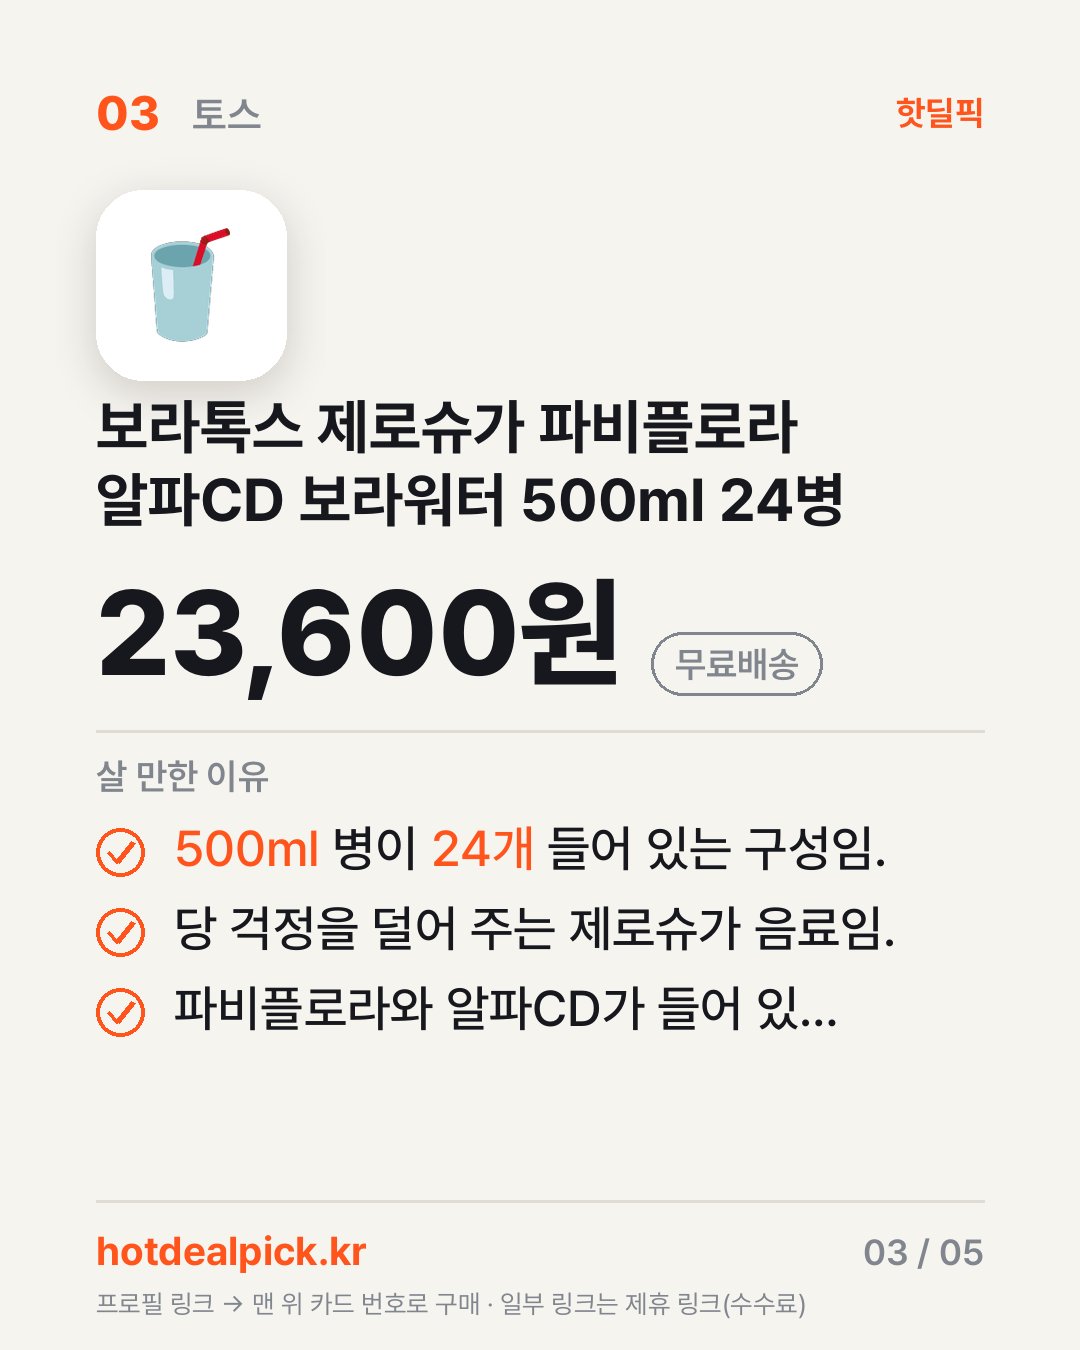 03 토스
핫딜픽
보라톡스 제로슈가 파비플로라
알파CD 보라워터 500ml 24병
23,600원 무료배송
살 만한 이유
500ml 병이 24개 들어 있는 구성임.
당 걱정을 덜어 주는 제로슈가 음료임.
파비플로라와 알파CD가 들어 있...
hotdealpick.kr
03 / 05
프로필 링크 → 맨 위 카드 번호로 구매 · 일부 링크는 제휴 링크(수수료)